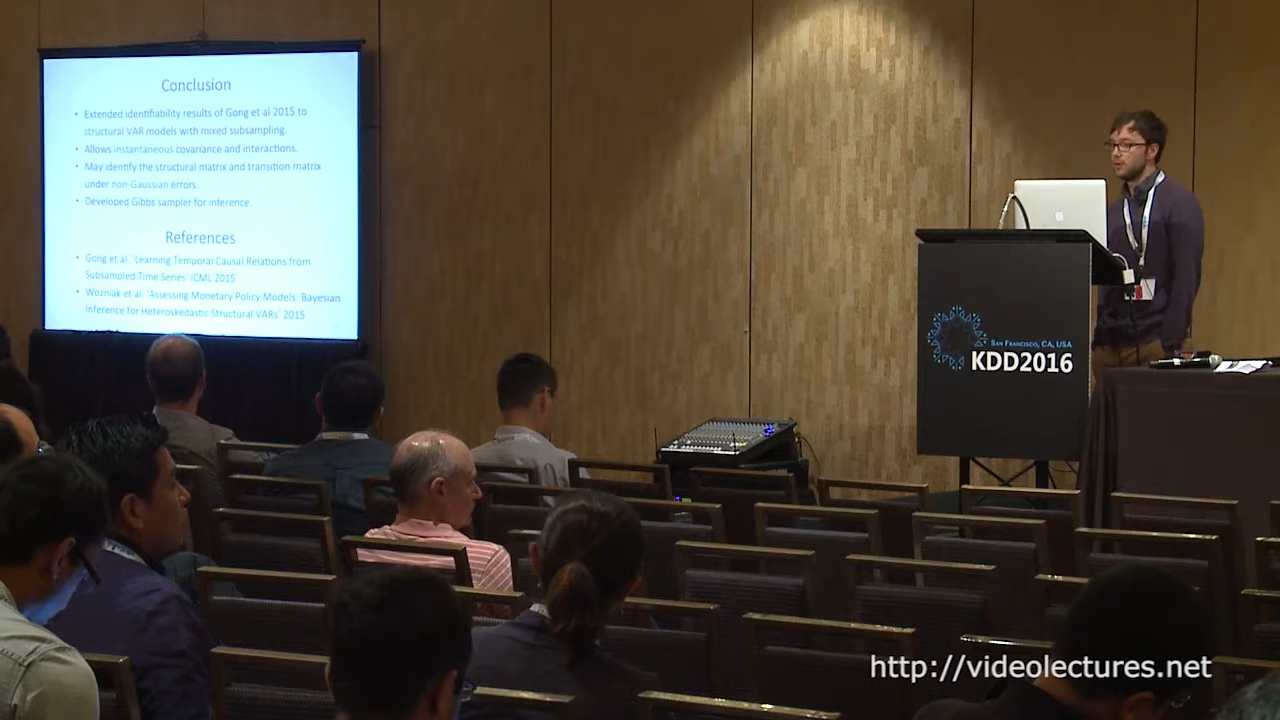 Conclusion
• Extended identifiability results of Gong et al 2015 to
structural VAR models with mixed subsampling.
• Allows instantaneous covariance and interactions.
• May identify the structural matrix and transition matrix
under non-Gaussian errors.
• Developed Gibbs sampler for inference.
References
• Gong et al. 'Learning Temporal Causal Relations from
Subsampled Time Series' ICML 2015
• Wozniak et al. 'Assessing Monetary Policy Models: Bayesian
Inference for Heteroskedastic Structural VARs' 2015
SAN FRANCISCO, CA, USA
KDD2016
http://videolectures.net